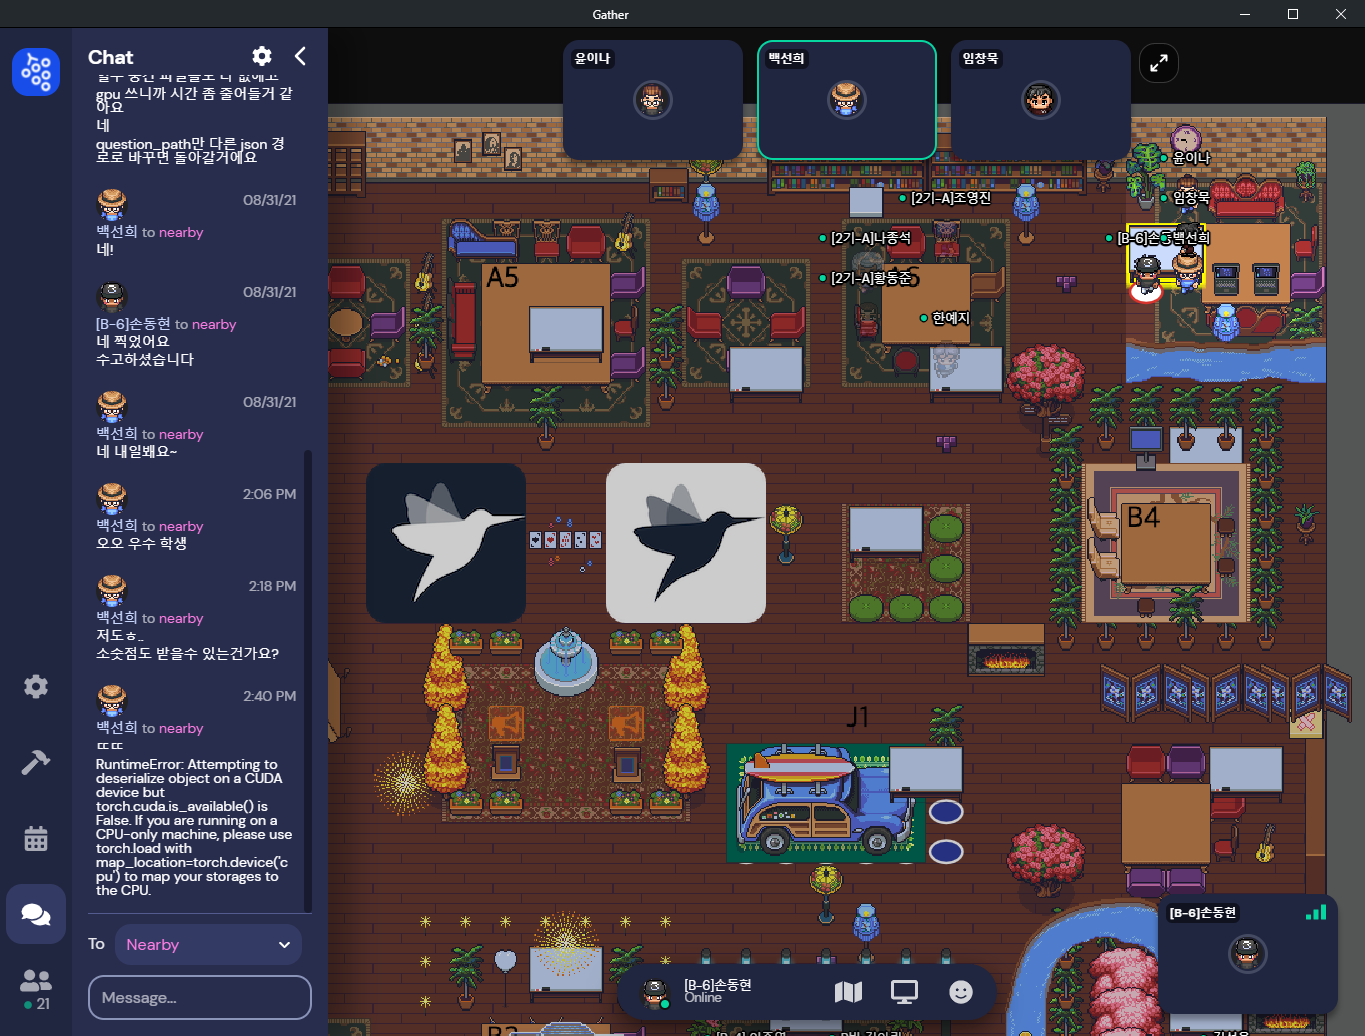 Gather
Chat
gpu 쓰니까 시간 좀 줄어들거 같
아요
네
question_path만 다른 json 경
로로 바꾸면 돌아갈거에요
08/31/21
백선희 to nearby
네!
08/31/21
[B-6]손동현 to nearby
네 찍었어요
수고하셨습니다
08/31/21
백선희 to nearby
네 내일봬요~
2:06 PM
백선희 to nearby
오오 우수 학생
2:18 PM
백선희 to nearby
저도ㅎ_
소숫점도 받을수 있는건가요?
2:40 PM
백선희 to nearby
RuntimeError: Attempting to
deserialize object on a CUDA
device but
torch.cuda.is_available() is
False. If you are running on a
CPU-only machine, please use
torch.load with
map_location=torch.device('c
pu') to map your storages to
the CPU.
To
Nearby
Message...
21
윤이나
백선희
임창묵
윤이나
임창묵
[2기-A]조영진
[2기-A]나종석
[B-6]손동
백선희
[2기-A]황동준
한예지
A5
B4
J1
[B-6]손동현
[B-6]손동현
Online